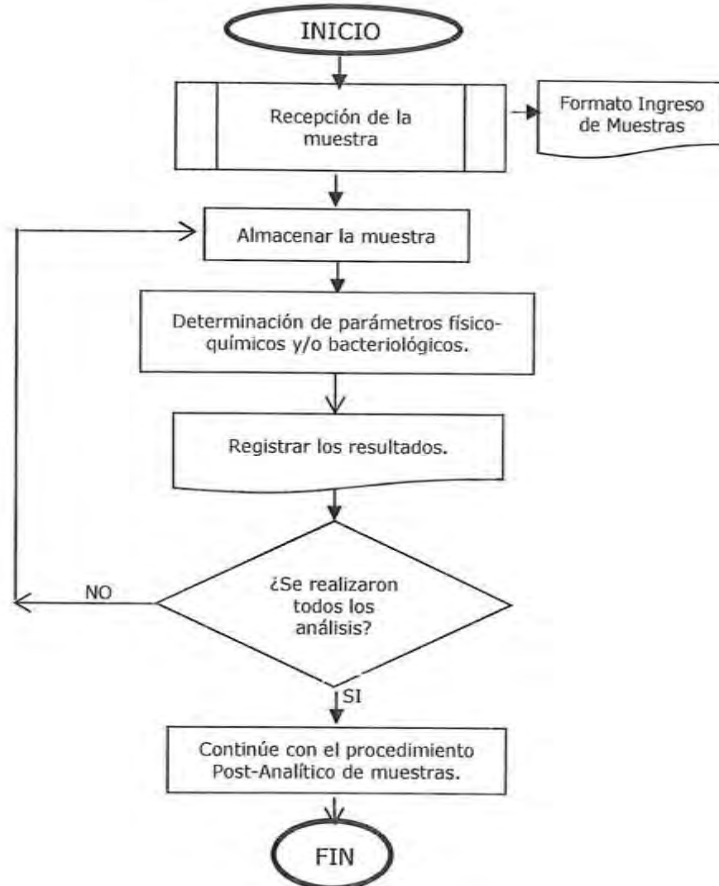 INICIO
Recepción de la
muestra
Formato Ingreso
de Muestras
Almacenar la muestra
Determinación de parámetros físico-
químicos y/o bacteriológicos.
Registrar los resultados.
¿Se realizaron
todos los
análisis?
NO
SI
Continúe con el procedimiento
Post-Analítico de muestras.
FIN